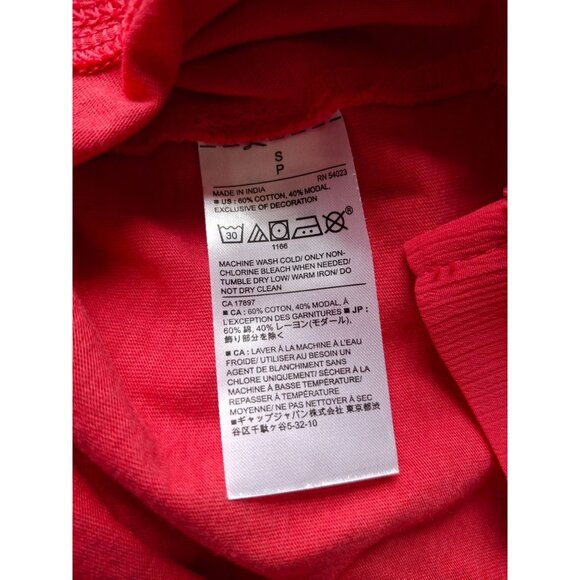 S
P
RN 54023
MADE IN INDIA
■ US : 60% COTTON, 40% MODAL,
EXCLUSIVE OF DECORATION
30
1166
MACHINE WASH COLD/ ONLY NON-
CHLORINE BLEACH WHEN NEEDED/
TUMBLE DRY LOW/ WARM IRON/ DO
NOT DRY CLEAN
CA 17897
■ CA : 60% COTON, 40% MODAL, À
L'EXCEPTION DES GARNITURES ■ JP :
60% 綿, 40% レーヨン(モダール),
飾り部分を除く
■ CA : LAVER À LA MACHINE À L'EAU
FROIDE/ UTILISER AU BESOIN UN
AGENT DE BLANCHIMENT SANS
CHLORE UNIQUEMENT/ SÉCHER À LA
MACHINE À BASSE TEMPÉRATURE/
REPASSER À TEMPÉRATURE
MOYENNE/ NE PAS NETTOYER À SEC
■ギャップジャパン株式会社 東京都渋
谷区千駄ヶ谷5-32-10